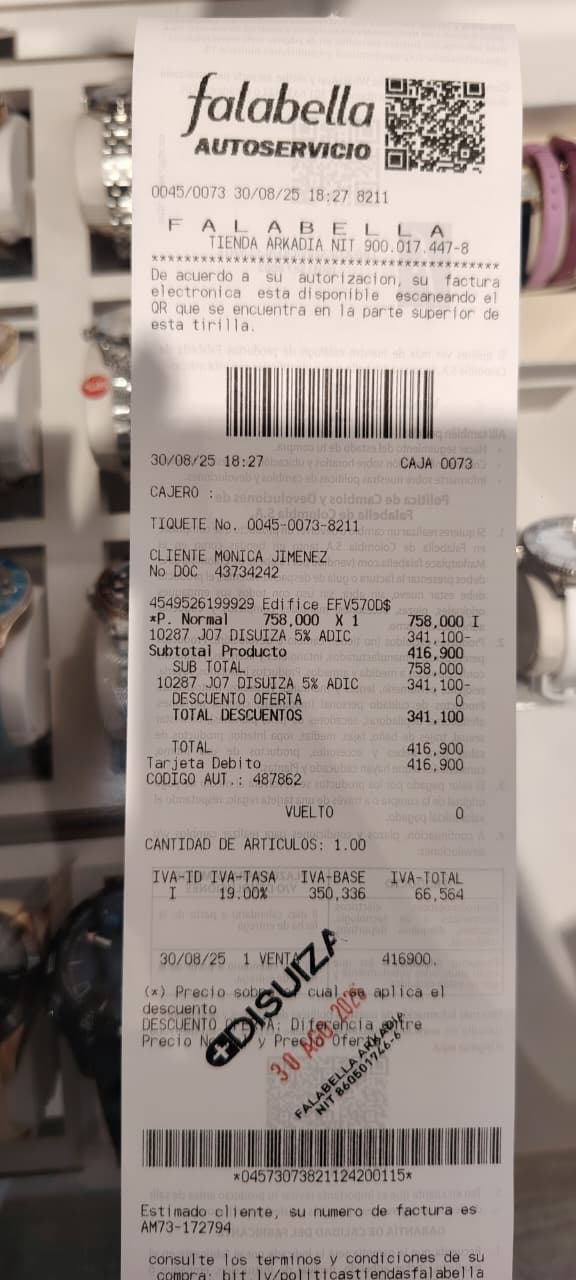 falabella
AUTOSERVICIO
0045/0073 30/08/25 18:27 8211
F A L A B E L L A
TIENDA ARKADIA NIT 900.017.447-8
******************************************
De acuerdo a su autorizacion, su factura
electronica esta disponible escaneando el
QR que se encuentra en la parte superior de
esta tirilla.
30/08/25 18:27 CAJA 0073
CAJERO :
TIQUETE No. 0045-0073-8211
CLIENTE MONICA JIMENEZ
No DOC 43734242
4549526199929 Edifice EFV570D$
*P. Normal 758,000 X 1 758,000 I
10287 J07 DISUIZA 5% ADIC 341,100-
Subtotal Producto 416,900
SUB TOTAL 758,000
10287 J07 DISUIZA 5% ADIC 341,100-
DESCUENTO OFERTA 0
TOTAL DESCUENTOS 341,100
TOTAL 416,900
Tarjeta Debito 416,900
CODIGO AUT.: 487862
VUELTO 0
CANTIDAD DE ARTICULOS: 1.00
IVA-ID IVA-TASA IVA-BASE IVA-TOTAL
I 19.00% 350,336 66,564
30/08/25 1 VENTA 416900.
(*) Precio sobre cual se aplica el
descuento
DESCUENTO OFERTA: Diferencia entre
Precio y Precio Oferta
DISUIZA
30 AGO 2025
FALABELLA ARKADIA
NIT 860501746-6
*04573073821124200115*
Estimado cliente, su numero de factura es
AM73-172794
consulte los terminos y condiciones de su
compra: bit.ly/politicastiendasfalabella